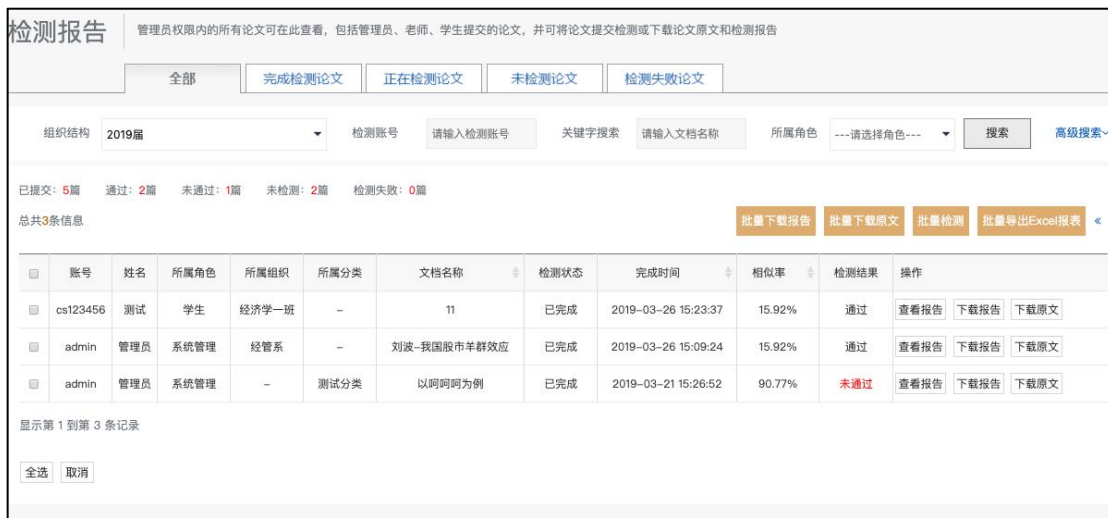 检测报告 管理员权限内的所有论文可在此查看,包括管理员、老师、学生提交的论文,并可将论文提交检测或下载论文原文和检测报告
全部 完成检测论文 正在检测论文 未检测论文 检测失败论文
组织结构 2019届 检测账号 请输入检测账号 关键字搜索 请输入文档名称 所属角色 ---请选择角色--- 搜索 高级搜索
已提交:5篇 通过:2篇 未通过:1篇 未检测:2篇 检测失败:0篇
总共3条信息 批量下载报告 批量下载原文 批量检测 批量导出Excel报表 «
账号 姓名 所属角色 所属组织 所属分类 文档名称 检测状态 完成时间 相似率 检测结果 操作
cs123456 测试 学生 经济学一班 – 11 已完成 2019-03-26 15:23:37 15.92% 通过 查看报告 下载报告 下载原文
admin 管理员 系统管理 经管系 – 刘波-我国股市羊群效应 已完成 2019-03-26 15:09:24 15.92% 通过 查看报告 下载报告 下载原文
admin 管理员 系统管理 – 测试分类 以呵呵呵为例 已完成 2019-03-21 15:26:52 90.77% 未通过 查看报告 下载报告 下载原文
显示第 1 到第 3 条记录
全选 取消